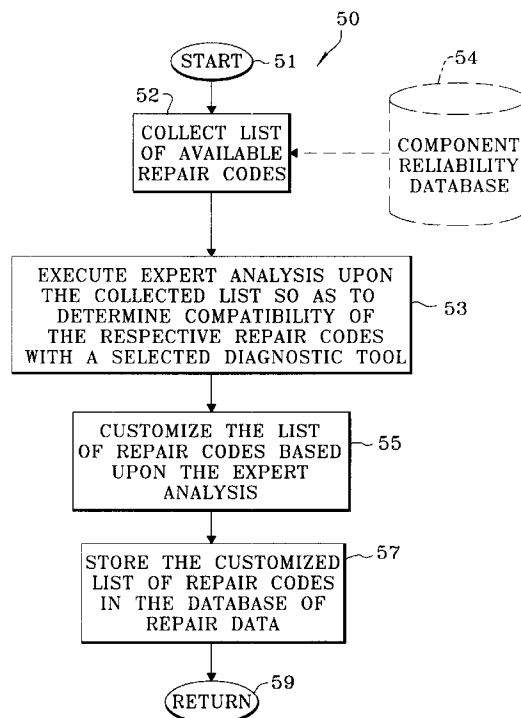 50
START
51
54
52
COLLECT LIST
OF AVAILABLE
REPAIR CODES
COMPONENT
RELIABILITY
DATABASE
EXECUTE EXPERT ANALYSIS UPON
THE COLLECTED LIST SO AS TO
DETERMINE COMPATIBILITY OF
THE RESPECTIVE REPAIR CODES
WITH A SELECTED DIAGNOSTIC TOOL
53
CUSTOMIZE THE LIST
OF REPAIR CODES BASED
UPON THE EXPERT
ANALYSIS
55
STORE THE CUSTOMIZED
LIST OF REPAIR CODES
IN THE DATABASE OF
REPAIR DATA
57
RETURN
59